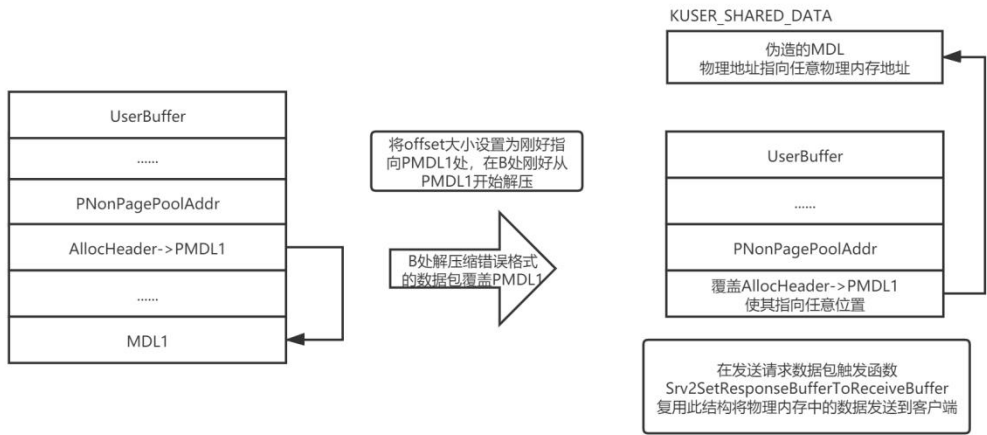 UserBuffer
......
PNonPagePoolAddr
AllocHeader->PMDL1
......
MDL1
将offset大小设置为刚好指
向PMDL1处，在B处刚好从
PMDL1开始解压
B处解压缩错误格式
的数据包覆盖PMDL1
KUSER_SHARED_DATA
伪造的MDL
物理地址指向任意物理内存地址
UserBuffer
......
PNonPagePoolAddr
覆盖AllocHeader->PMDL1
使其指向任意位置
在发送请求数据包触发函数
Srv2SetResponseBufferToReceiveBuffer
复用此结构将物理内存中的数据发送到客户端